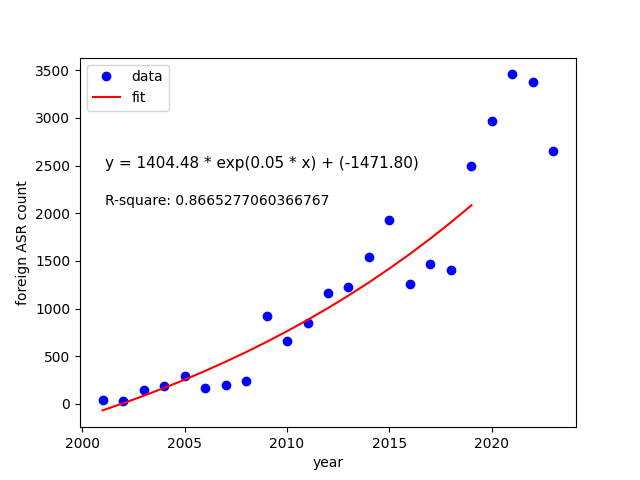 data
fit
y = 1404.48 * exp(0.05 * x) + (-1471.80)
R-square: 0.8665277060366767
foreign ASR count
3500
3000
2500
2000
1500
1000
500
0
2000 2005 2010 2015 2020
year